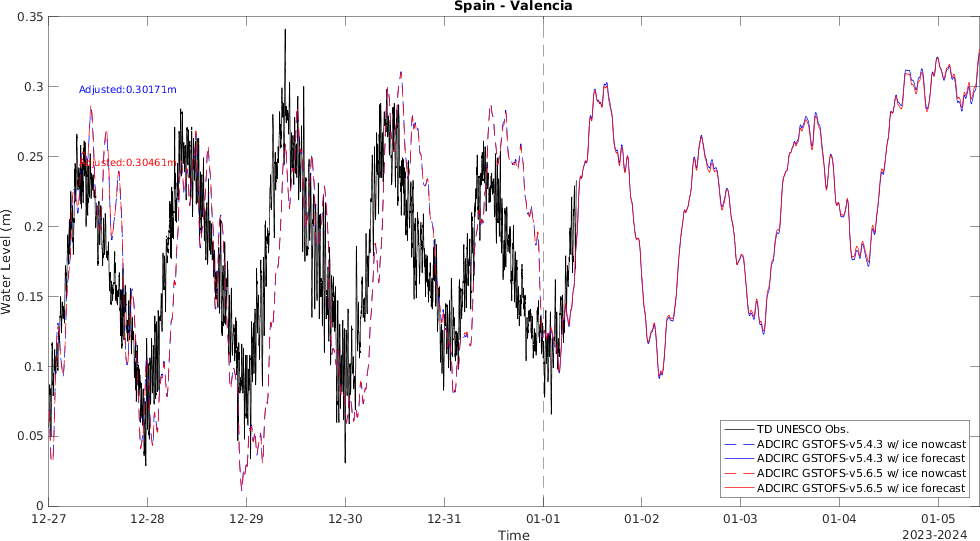 Spain - Valencia
0.35
0.3
0.25
0.2
0.15
0.1
0.05
0
Water Level (m)
Adjusted:0.30171m
Adjusted:0.30461m
TD UNESCO Obs.
ADCIRC GSTOFS-v5.4.3 w/ ice nowcast
ADCIRC GSTOFS-v5.4.3 w/ ice forecast
ADCIRC GSTOFS-v5.6.5 w/ ice nowcast
ADCIRC GSTOFS-v5.6.5 w/ ice forecast
12-27 12-28 12-29 12-30 12-31 01-01 01-02 01-03 01-04 01-05
Time
2023-2024